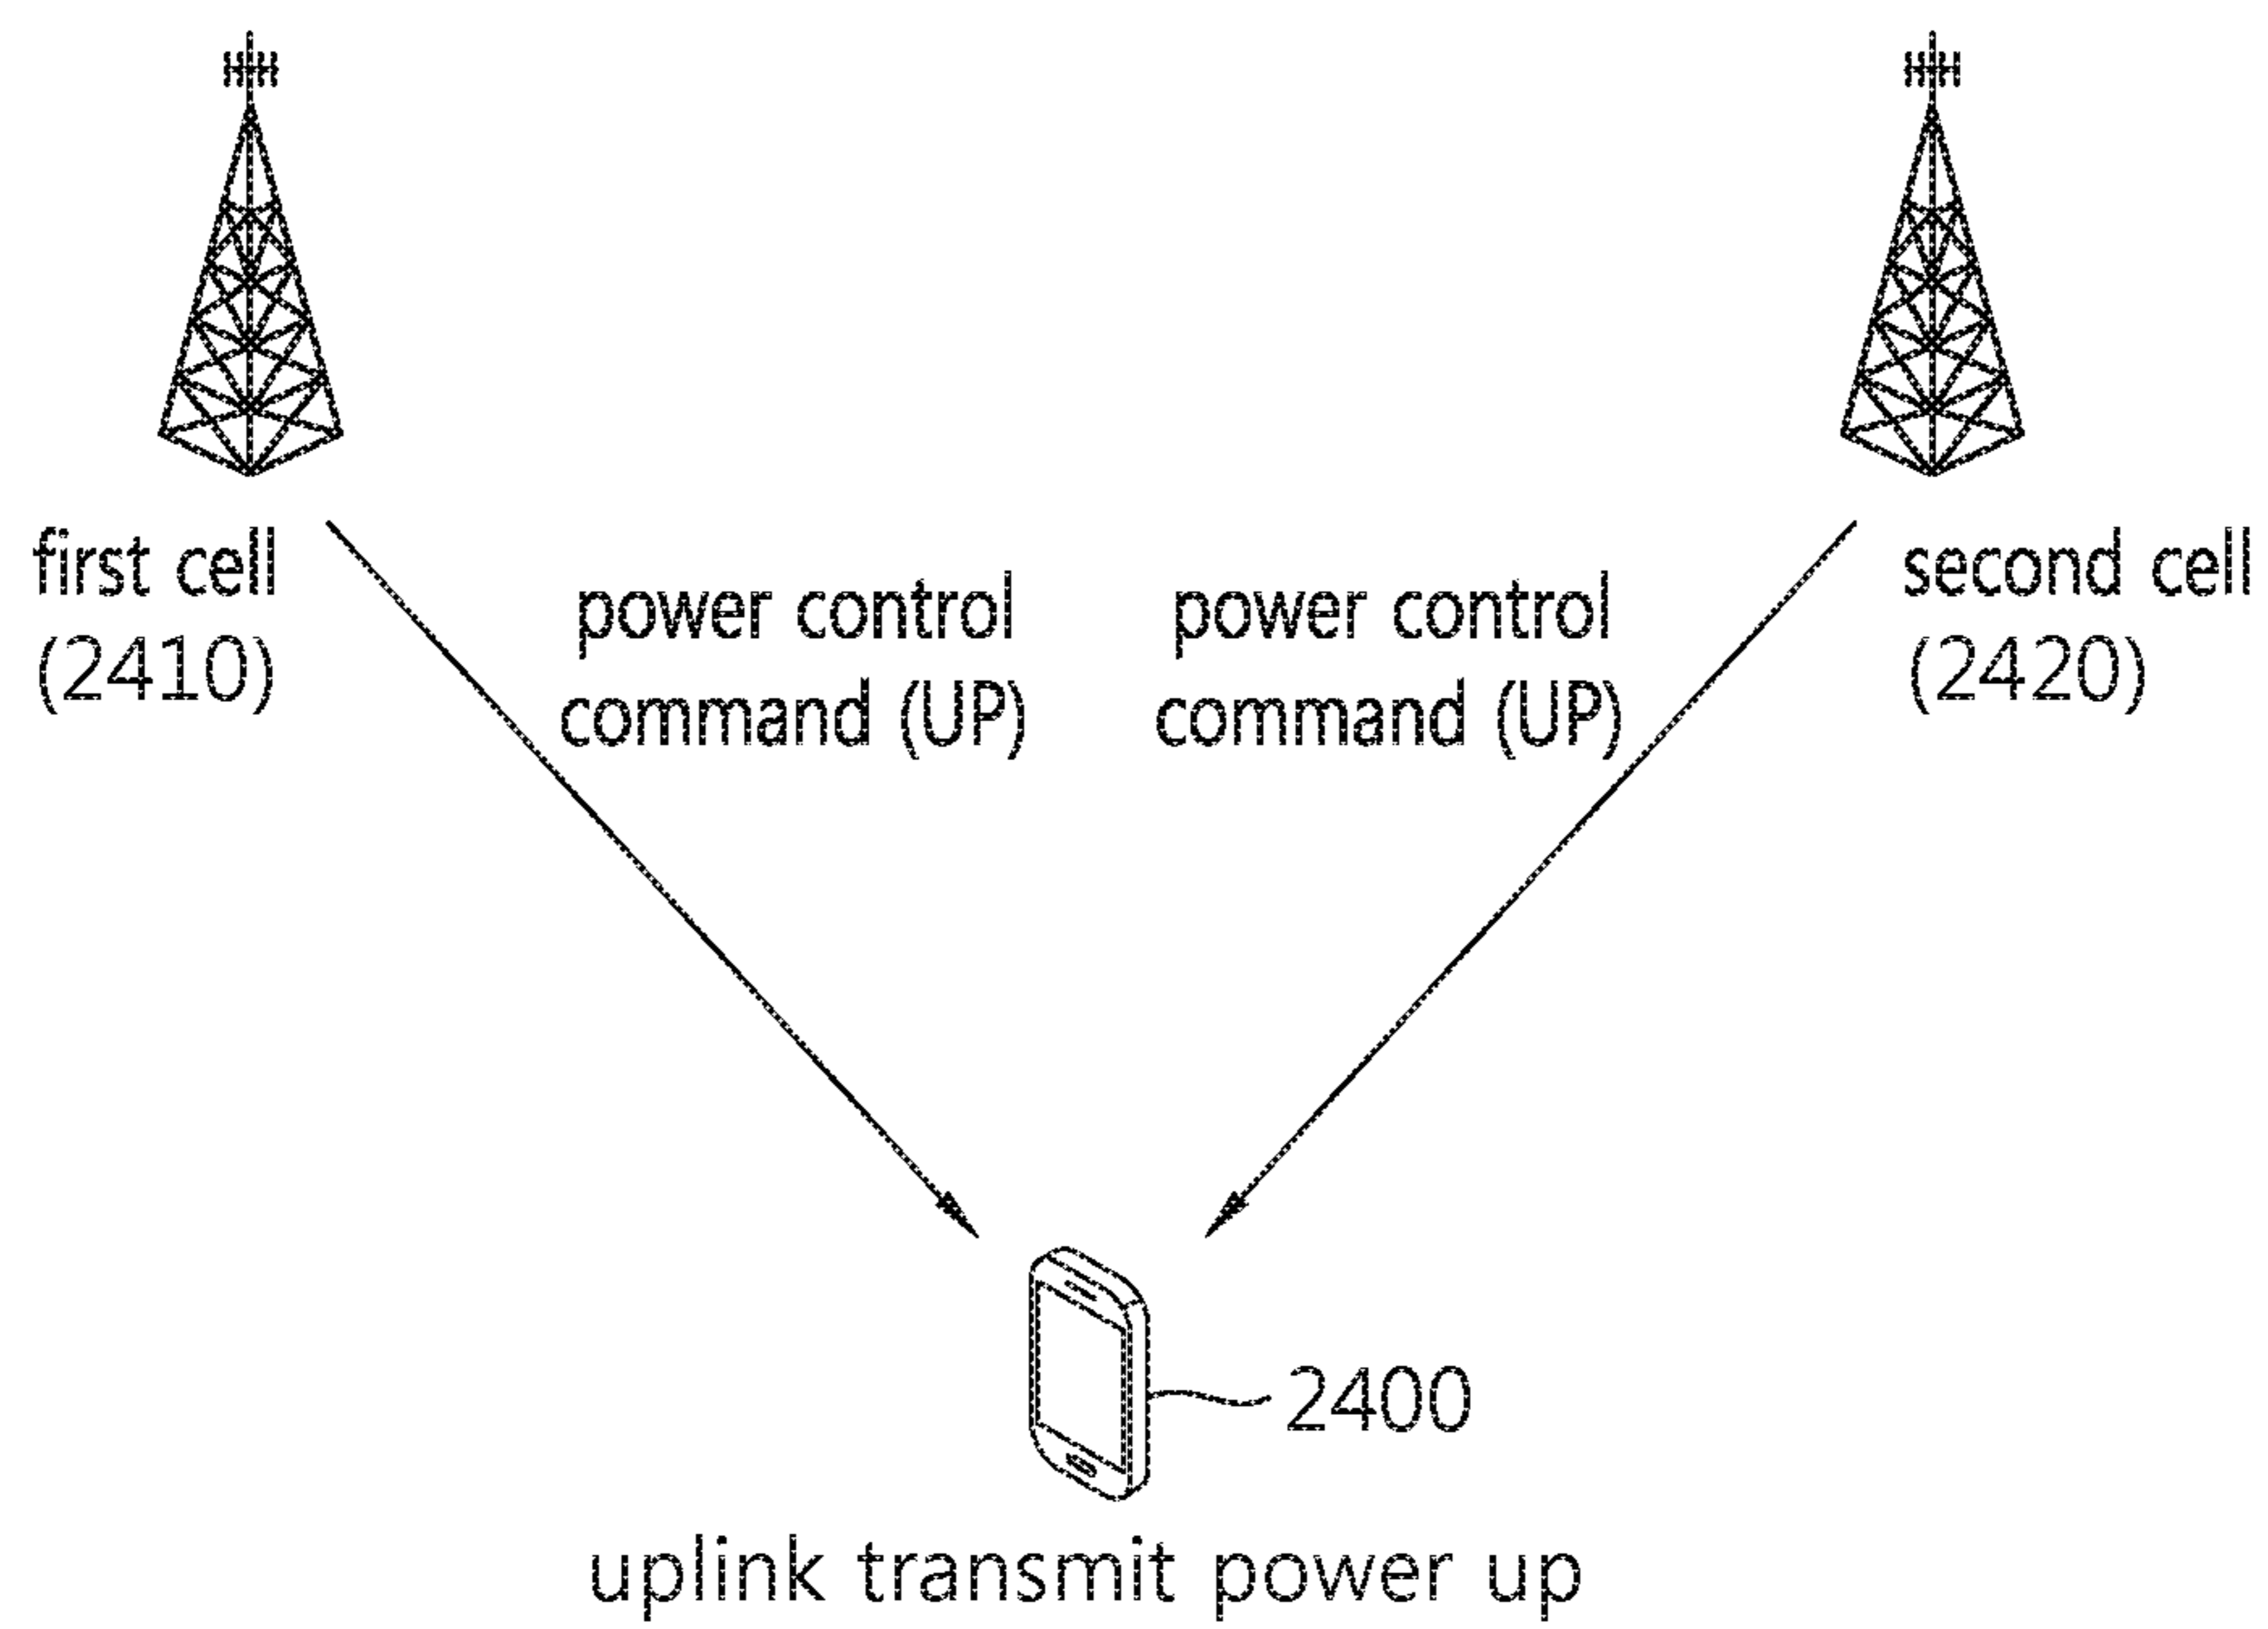 first cell
(2410)
power control
command (UP)
power control
command (UP)
second cell
(2420)
2400
uplink transmit power up